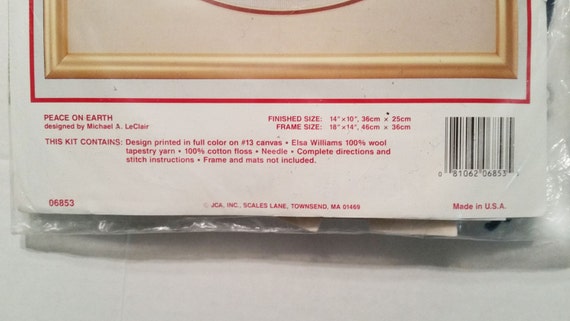 PEACE ON EARTH
designed by Michael A. LeClair
FINISHED SIZE: 14"×10", 36cm × 25cm
FRAME SIZE: 18"×14", 46cm × 36cm
THIS KIT CONTAINS: Design printed in full color on #13 canvas • Elsa Williams 100% wool
tapestry yarn • 100% cotton floss • Needle • Complete directions and
stitch instructions • Frame and mats not included.
0 81062 06853 1
06853
© JCA, INC., SCALES LANE, TOWNSEND, MA 01469
Made in U.S.A.